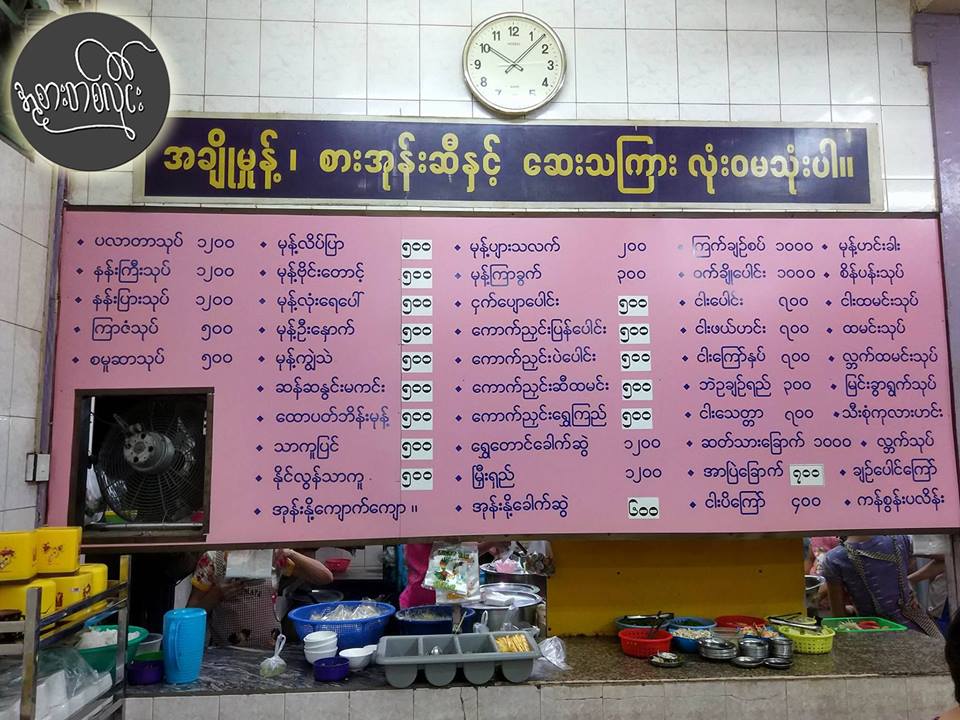 အစားတစ်လိုင်း
12
11 1
10 2
9 3
8 4
7 5
6
အချိုမှုန့်၊ စားအုန်းဆီနှင့် ဆေးသကြား လုံးဝမသုံးပါ။
ပလာတာသုပ် ၁၂၀၀
နန်းကြီးသုပ် ၁၂၀၀
နန်းပြားသုပ် ၁၂၀၀
ကြာဇံသုပ် ၅၀၀
စမူဆာသုပ် ၅၀၀
မုန့်လိပ်ပြာ ၅၀၀
မုန့်ဗိုင်းတောင့် ၅၀၀
မုန့်လုံးရေပေါ် ၅၀၀
မုန့်ဦးနှောက် ၅၀၀
မုန့်ကျွဲသဲ ၅၀၀
ဆန်ဆနွင်းမကင်း ၅၀၀
ထောပတ်ဘိန်းမုန့် ၅၀၀
သာကူပြင် ၅၀၀
နိုင်လွန်သာကူ ၅၀၀
အုန်းနို့ကျောက်ကျော ။
မုန့်ပျားသလက် ၂၀၀
မုန့်ကြာခွက် ၃၀၀
ငှက်ပျောပေါင်း ၅၀၀
ကောက်ညှင်းပြန်ပေါင်း ၅၀၀
ကောက်ညှင်းပဲပေါင်း ၅၀၀
ကောက်ညှင်းဆီထမင်း ၅၀၀
ကောက်ညှင်းရွှေကြည် ၅၀၀
ရွှေတောင်ခေါက်ဆွဲ ၁၂၀၀
မြီးရှည် ၁၂၀၀
အုန်းနို့ခေါက်ဆွဲ ၆၀၀
ကြက်ချဉ်စပ် ၁၀၀၀
ဝက်ချိုပေါင်း ၁၀၀၀
ငါးပေါင်း ၇၀၀
ငါးဖယ်ဟင်း ၇၀၀
ငါးကြော်နှပ် ၇၀၀
ဘဲဥချဉ်ရည် ၃၀၀
ငါးသေတ္တာ ၇၀၀
ဆတ်သားခြောက် ၁၀၀၀
အာပြဲခြောက် ၇၀၀
ငါးပိကြော် ၄၀၀
မုန့်ဟင်းခါး
စိန်ပန်းသုပ်
ငါးထမင်းသုပ်
ထမင်းသုပ်
လ္ဘက်ထမင်းသုပ်
မြင်းခွာရွက်သုပ်
သီးစုံကုလားဟင်း
လ္ဘက်သုပ်
ချဉ်ပေါင်ကြော်
ကန်စွန်းပလိန်း